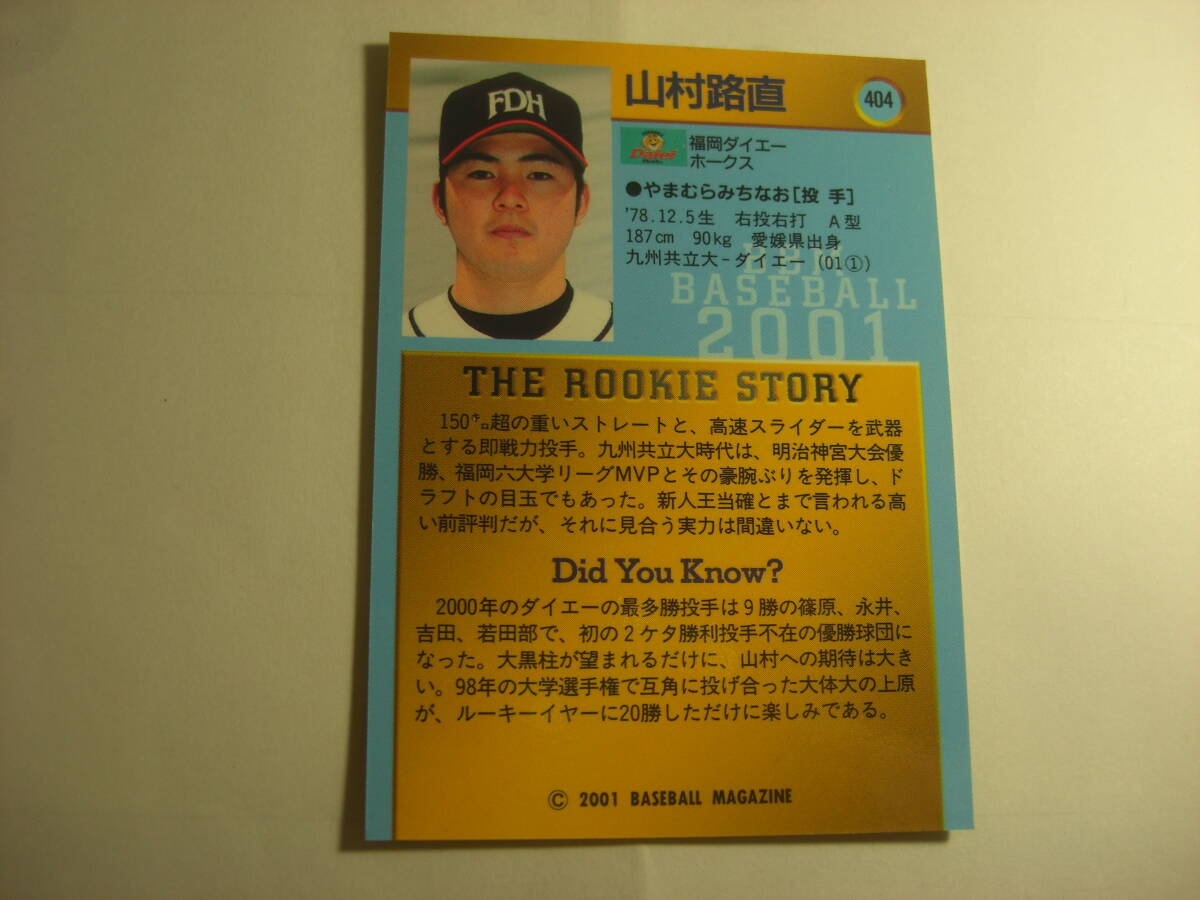 FDH
山村路直
404
Daiei
福岡ダイエー
ホークス
●やまむらみちなお[投 手]
'78.12.5生 右投右打 A型
187cm 90kg 愛媛県出身
九州共立大-ダイエー (01①)
BBM
BASEBALL
2001
THE ROOKIE STORY
150㌔超の重いストレートと、高速スライダーを武器
とする即戦力投手。九州共立大時代は、明治神宮大会優
勝、福岡六大学リーグMVPとその豪腕ぶりを発揮し、ド
ラフトの目玉でもあった。新人王当確とまで言われる高
い前評判だが、それに見合う実力は間違いない。
Did You Know?
2000年のダイエーの最多勝投手は9勝の篠原、永井、
吉田、若田部で、初の2ケタ勝利投手不在の優勝球団に
なった。大黒柱が望まれるだけに、山村への期待は大き
い。98年の大学選手権で互角に投げ合った大体大の上原
が、ルーキーイヤーに20勝しただけに楽しみである。
© 2001 BASEBALL MAGAZINE